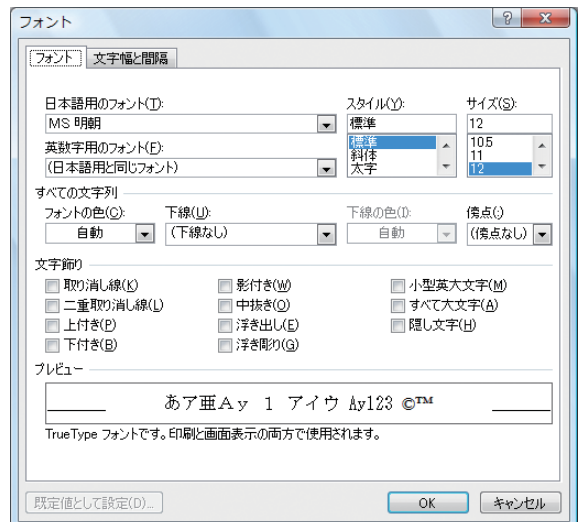 フォント
フォント 文字幅と間隔
日本語用のフォント(T): スタイル(Y): サイズ(S):
MS 明朝 標準 12
英数字用のフォント(F): 標準 10.5
(日本語用と同じフォント) 斜体 11
太字 12
すべての文字列
フォントの色(C): 下線(U): 下線の色(I): 傍点(:)
自動 (下線なし) 自動 (傍点なし)
文字飾り
取り消し線(K) 影付き(W) 小型英大文字(M)
二重取り消し線(L) 中抜き(O) すべて大文字(A)
上付き(P) 浮き出し(E) 隠し文字(H)
下付き(B) 浮き彫り(G)
プレビュー
あア亜Ay 1 アイウ Ay123 ©™
TrueType フォントです。印刷と画面表示の両方で使用されます。
既定値として設定(D)... OK キャンセル